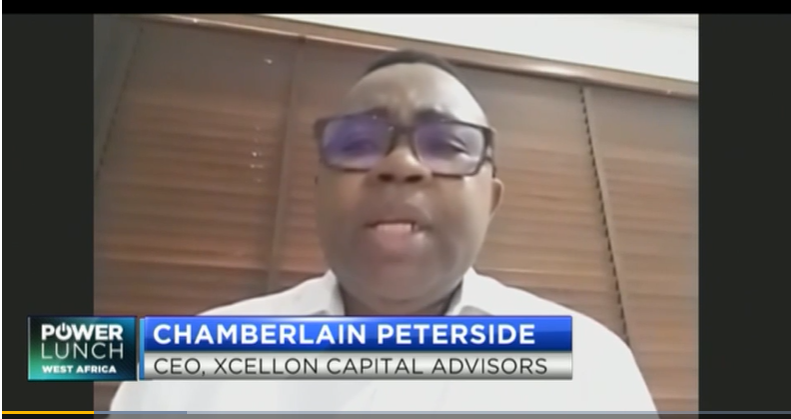 POWER
LUNCH
WEST AFRICA
CHAMBERLAIN PETERSIDE
CEO, XCELLON CAPITAL ADVISORS